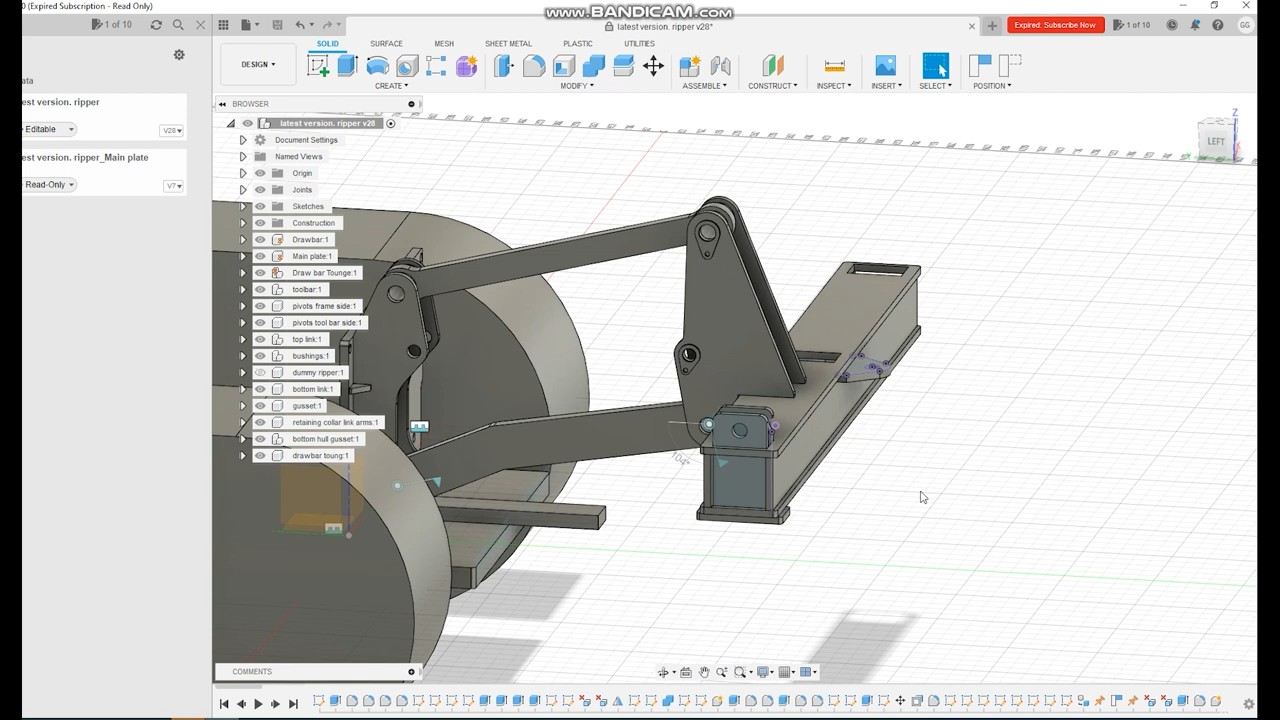 0 (Expired Subscription - Read Only)
www.BANDICAM.com
1 of 10
latest version. ripper v28*
Expired: Subscribe Now
1 of 10
GG
SOLID
SURFACE
MESH
SHEET METAL
PLASTIC
UTILITIES
DESIGN
CREATE
MODIFY
ASSEMBLE
CONSTRUCT
INSPECT
INSERT
SELECT
POSITION
ata
est version. ripper
Editable
V28
est version. ripper_Main plate
Read-Only
V7
BROWSER
latest version. ripper v28
Document Settings
Named Views
Origin
Joints
Sketches
Construction
Drawbar:1
Main plate:1
Draw bar Tounge:1
toolbar:1
pivots frame side:1
pivots tool bar side:1
top link:1
bushings:1
dummy ripper:1
bottom link:1
gusset:1
retaining collar link arms:1
bottom hull gusset:1
drawbar toung:1
Z
LEFT
COMMENTS